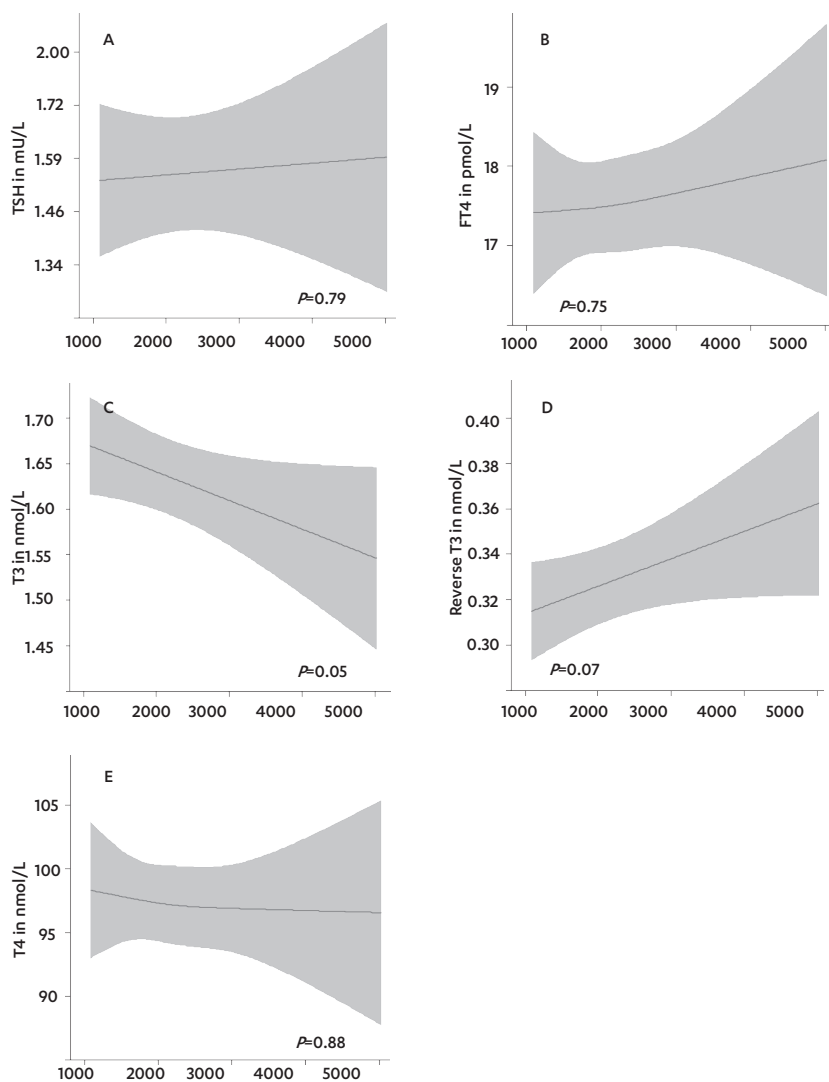 A
TSH in mU/L
2.00
1.72
1.59
1.46
1.34
P=0.79
1000 2000 3000 4000 5000
B
FT4 in pmol/L
19
18
17
P=0.75
1000 2000 3000 4000 5000
C
T3 in nmol/L
1.70
1.65
1.60
1.55
1.50
1.45
P=0.05
1000 2000 3000 4000 5000
D
Reverse T3 in nmol/L
0.40
0.38
0.36
0.34
0.32
0.30
P=0.07
1000 2000 3000 4000 5000
E
T4 in nmol/L
105
100
95
90
P=0.88
1000 2000 3000 4000 5000